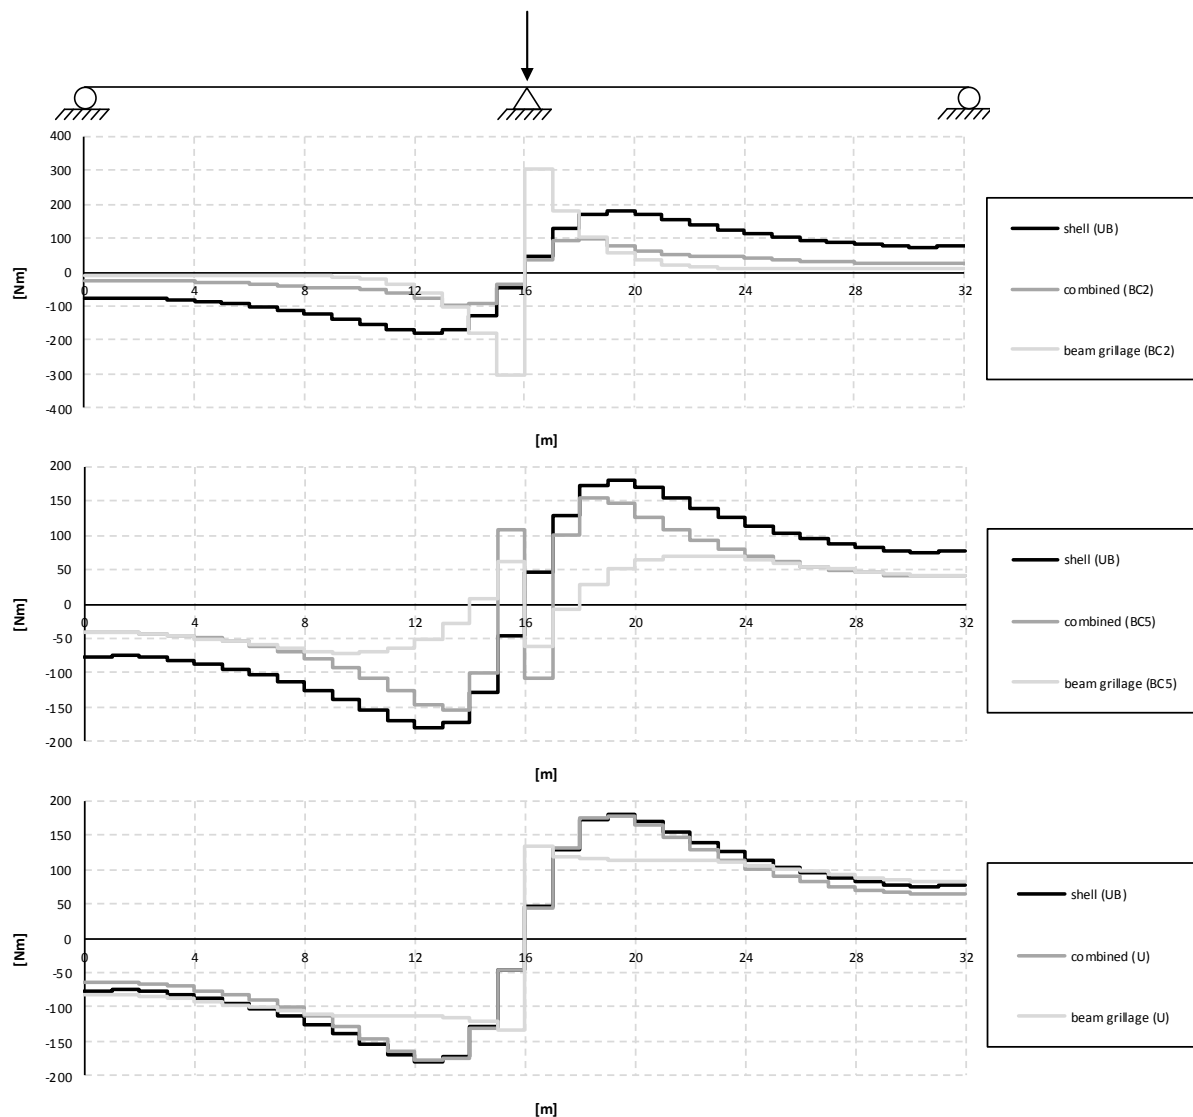 400
300
200
100
0
-100
-200
-300
-400
[Nm]
0 4 8 12 16 20 24 28 32
[m]
shell (UB)
combined (BC2)
beam grillage (BC2)
200
150
100
50
0
-50
-100
-150
-200
[Nm]
0 4 8 12 16 20 24 28 32
[m]
shell (UB)
combined (BC5)
beam grillage (BC5)
200
150
100
50
0
-50
-100
-150
-200
[Nm]
0 4 8 12 16 20 24 28 32
[m]
shell (UB)
combined (U)
beam grillage (U)